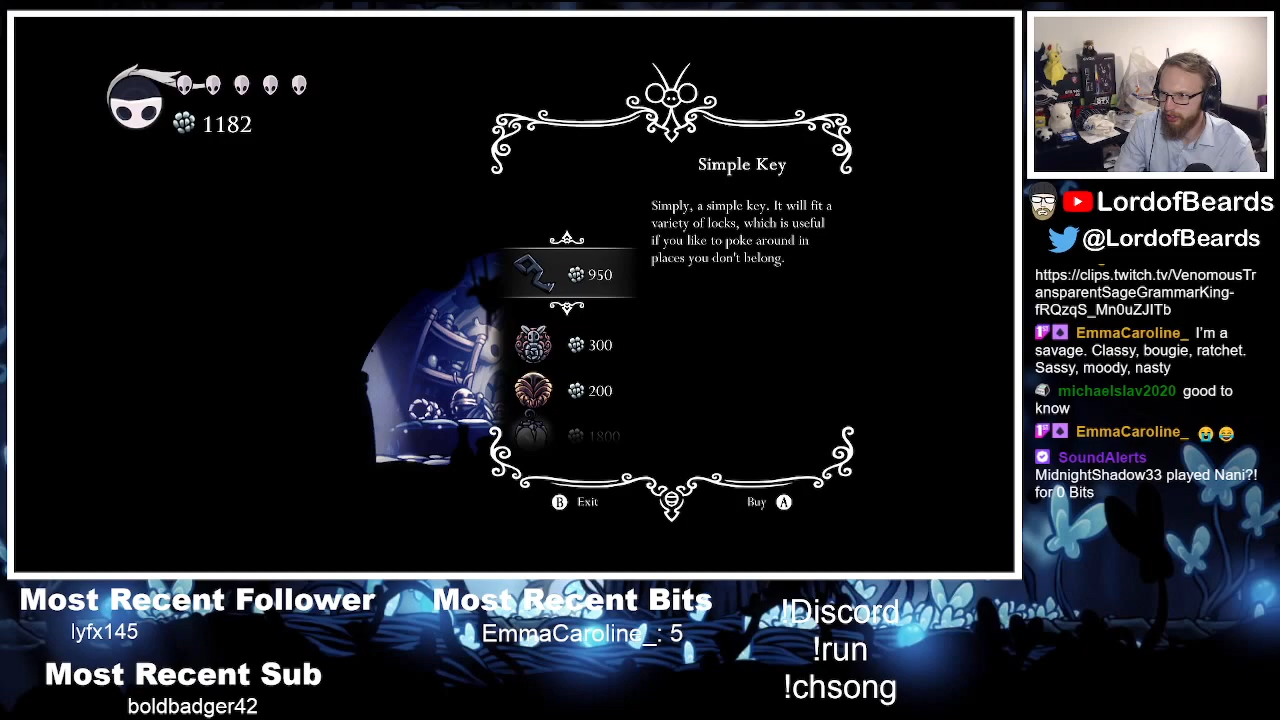 1182
Simple Key
Simply, a simple key. It will fit a
variety of locks, which is useful
if you like to poke around in
places you don't belong.
950
300
200
1800
B Exit
Buy A
LordofBeards
@LordofBeards
https://clips.twitch.tv/VenomousTr
ansparentSageGrammarKing-
fRQzqS_Mn0uZJITb
EmmaCaroline_ I'm a
savage. Classy, bougie, ratchet.
Sassy, moody, nasty
michaelslav2020 good to
know
EmmaCaroline_ 😭 😂
SoundAlerts
MidnightShadow33 played Nani?!
for 0 Bits
Most Recent Follower
lyfx145
Most Recent Bits
EmmaCaroline_: 5
Most Recent Sub
boldbadger42
!Discord
!run
!chsong